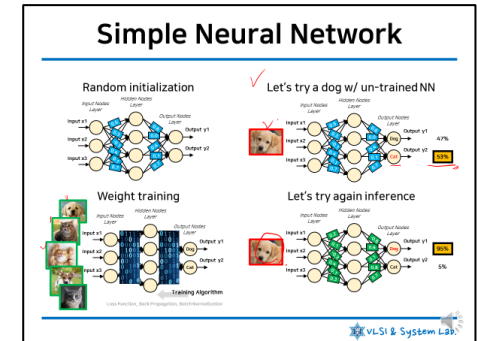 Simple Neural Network
Random initialization
Input Nodes
Layer
Hidden Nodes
Layer
Output Nodes
Layer
Input x1
Input x2
Input x3
Output y1
Output y2
Let's try a dog w/ un-trained NN
Input Nodes
Layer
Hidden Nodes
Layer
Output Nodes
Layer
Input x1
Input x2
Input x3
Dog
Cat
Output y1
Output y2
47%
53%
Weight training
Input Nodes
Layer
Hidden Nodes
Layer
Output Nodes
Layer
Input x1
Input x2
Input x3
Dog
Cat
Output y1
Output y2
Training Algorithm
Loss Function, Back Propagation, BatchNormalization
Let's try again inference
Input Nodes
Layer
Hidden Nodes
Layer
Output Nodes
Layer
Input x1
Input x2
Input x3
Dog
Cat
Output y1
Output y2
95%
5%
VLSI & System Lab.